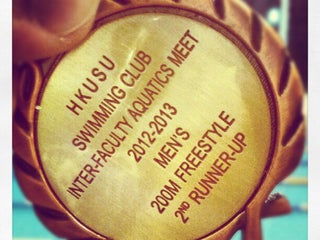 HKUSU
SWIMMING CLUB
INTER-FACULTY AQUATICS MEET
2012-2013
MEN'S
200M FREESTYLE
2ND RUNNER-UP